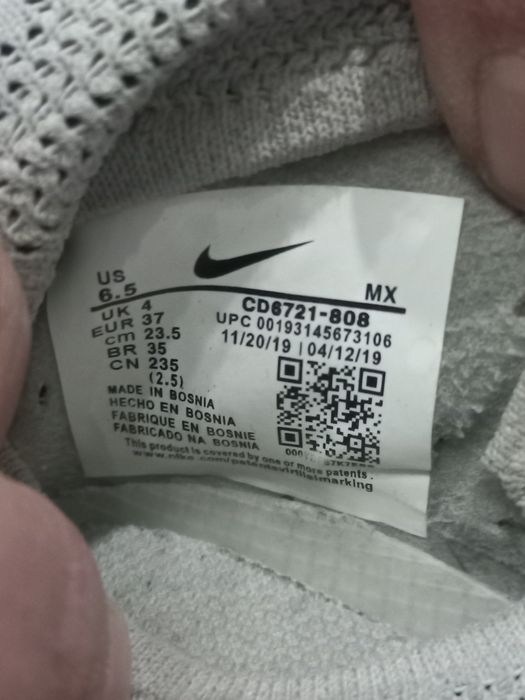 US
6.5
MX
UK 4
EUR 37
cm 23.5
BR 35
CN 235
(2.5)
CD6721-808
UPC 00193145673106
11/20/19 | 04/12/19
MADE IN BOSNIA
HECHO EN BOSNIA
FABRIQUE EN BOSNIE
FABRICADO NA BOSNIA
This product is covered by one or more patents.